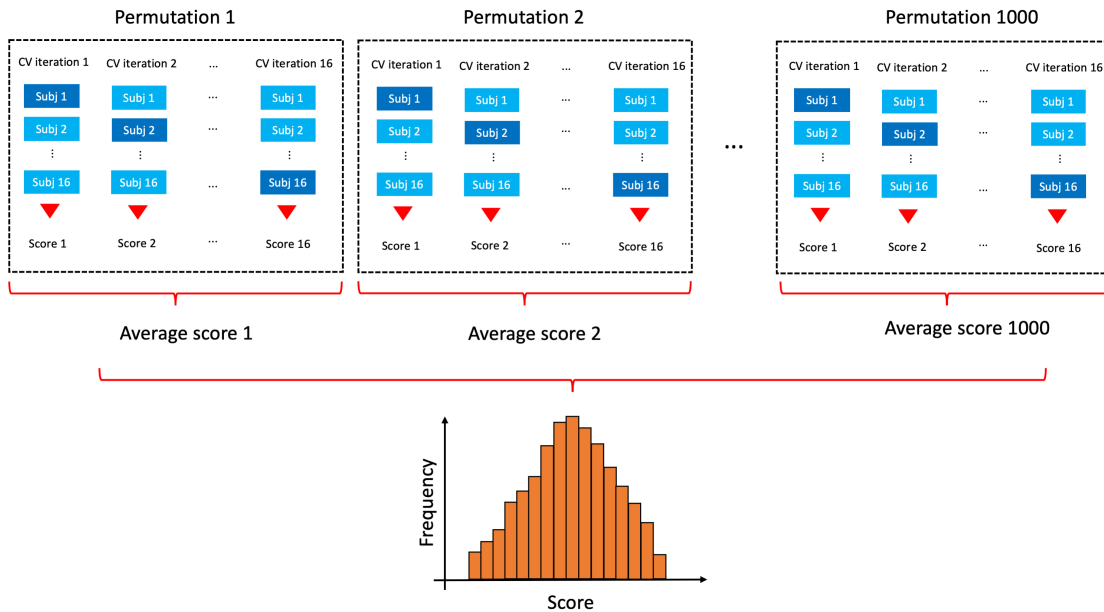 Permutation 1
Permutation 2
Permutation 1000
CV iteration 1 CV iteration 2 ... CV iteration 16
Subj 1 Subj 1 ... Subj 1
Subj 2 Subj 2 ... Subj 2
⋮ ⋮ ⋮
Subj 16 Subj 16 ... Subj 16
Score 1 Score 2 ... Score 16
CV iteration 1 CV iteration 2 ... CV iteration 16
Subj 1 Subj 1 ... Subj 1
Subj 2 Subj 2 ... Subj 2
⋮ ⋮ ⋮
Subj 16 Subj 16 ... Subj 16
Score 1 Score 2 ... Score 16
...
CV iteration 1 CV iteration 2 ... CV iteration 16
Subj 1 Subj 1 ... Subj 1
Subj 2 Subj 2 ... Subj 2
⋮ ⋮ ⋮
Subj 16 Subj 16 ... Subj 16
Score 1 Score 2 ... Score 16
Average score 1
Average score 2
Average score 1000
Frequency
Score